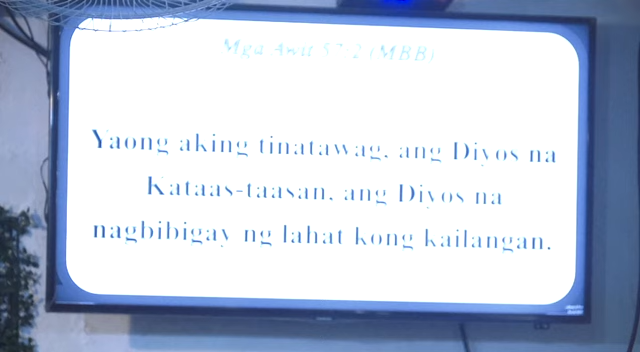 Mga Awit 57:2 (MBB)
Yaong aking tinatawag, ang Diyos na
Kataas-taasan, ang Diyos na
nagbibigay ng lahat kong kailangan.